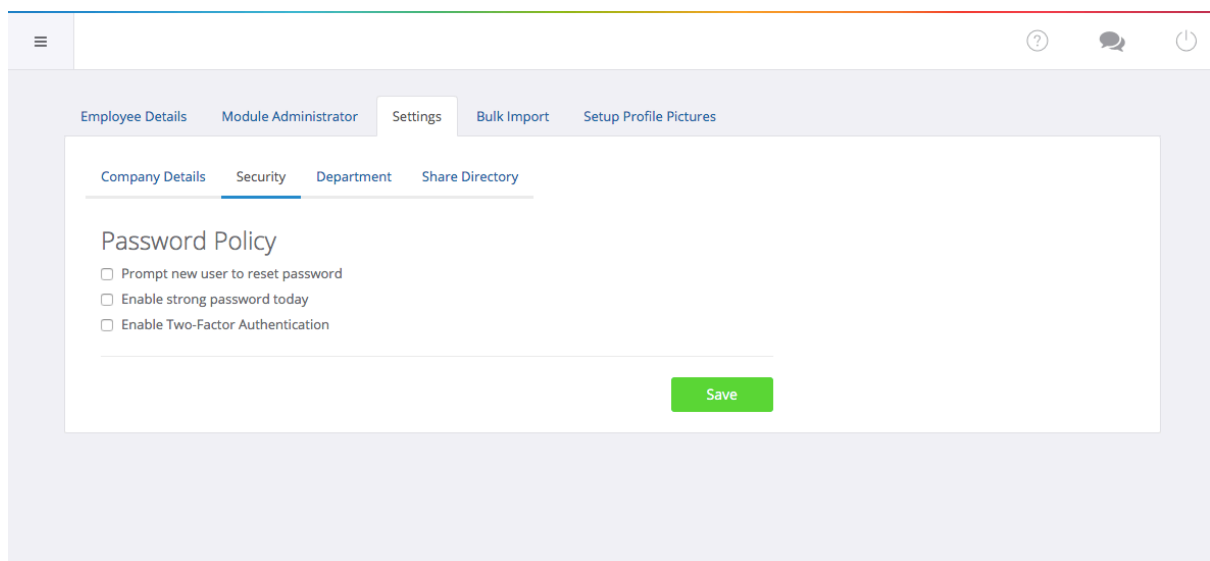 Employee Details Module Administrator Settings Bulk Import Setup Profile Pictures
Company Details Security Department Share Directory
Password Policy
Prompt new user to reset password
Enable strong password today
Enable Two-Factor Authentication
Save